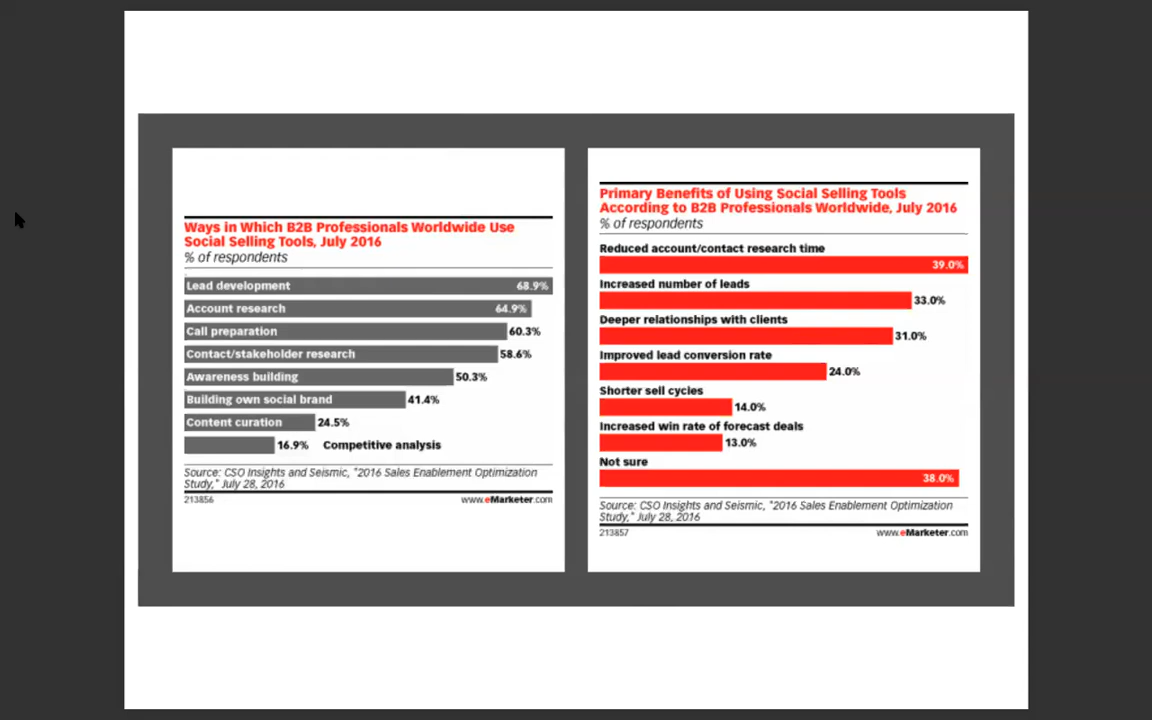 Ways in Which B2B Professionals Worldwide Use
Social Selling Tools, July 2016
% of respondents
Lead development 68.9%
Account research 64.9%
Call preparation 60.3%
Contact/stakeholder research 58.6%
Awareness building 50.3%
Building own social brand 41.4%
Content curation 24.5%
16.9% Competitive analysis
Source: CSO Insights and Seismic, "2016 Sales Enablement Optimization
Study," July 28, 2016
213856 www.eMarketer.com
Primary Benefits of Using Social Selling Tools
According to B2B Professionals Worldwide, July 2016
% of respondents
Reduced account/contact research time
39.0%
Increased number of leads
33.0%
Deeper relationships with clients
31.0%
Improved lead conversion rate
24.0%
Shorter sell cycles
14.0%
Increased win rate of forecast deals
13.0%
Not sure
38.0%
Source: CSO Insights and Seismic, "2016 Sales Enablement Optimization
Study," July 28, 2016
213857 www.eMarketer.com